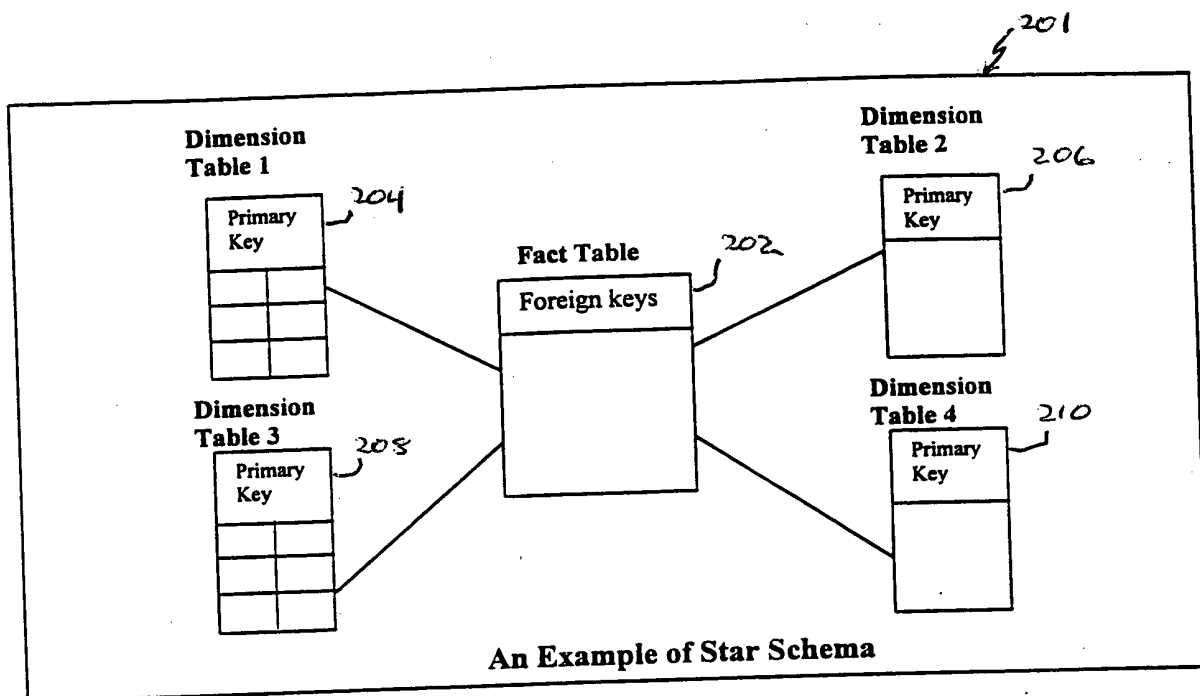 201
Dimension
Table 1
Dimension
Table 2
204
206
Primary
Key
Primary
Key
Fact Table
202
Foreign keys
Dimension
Table 3
Dimension
Table 4
208
210
Primary
Key
Primary
Key
An Example of Star Schema